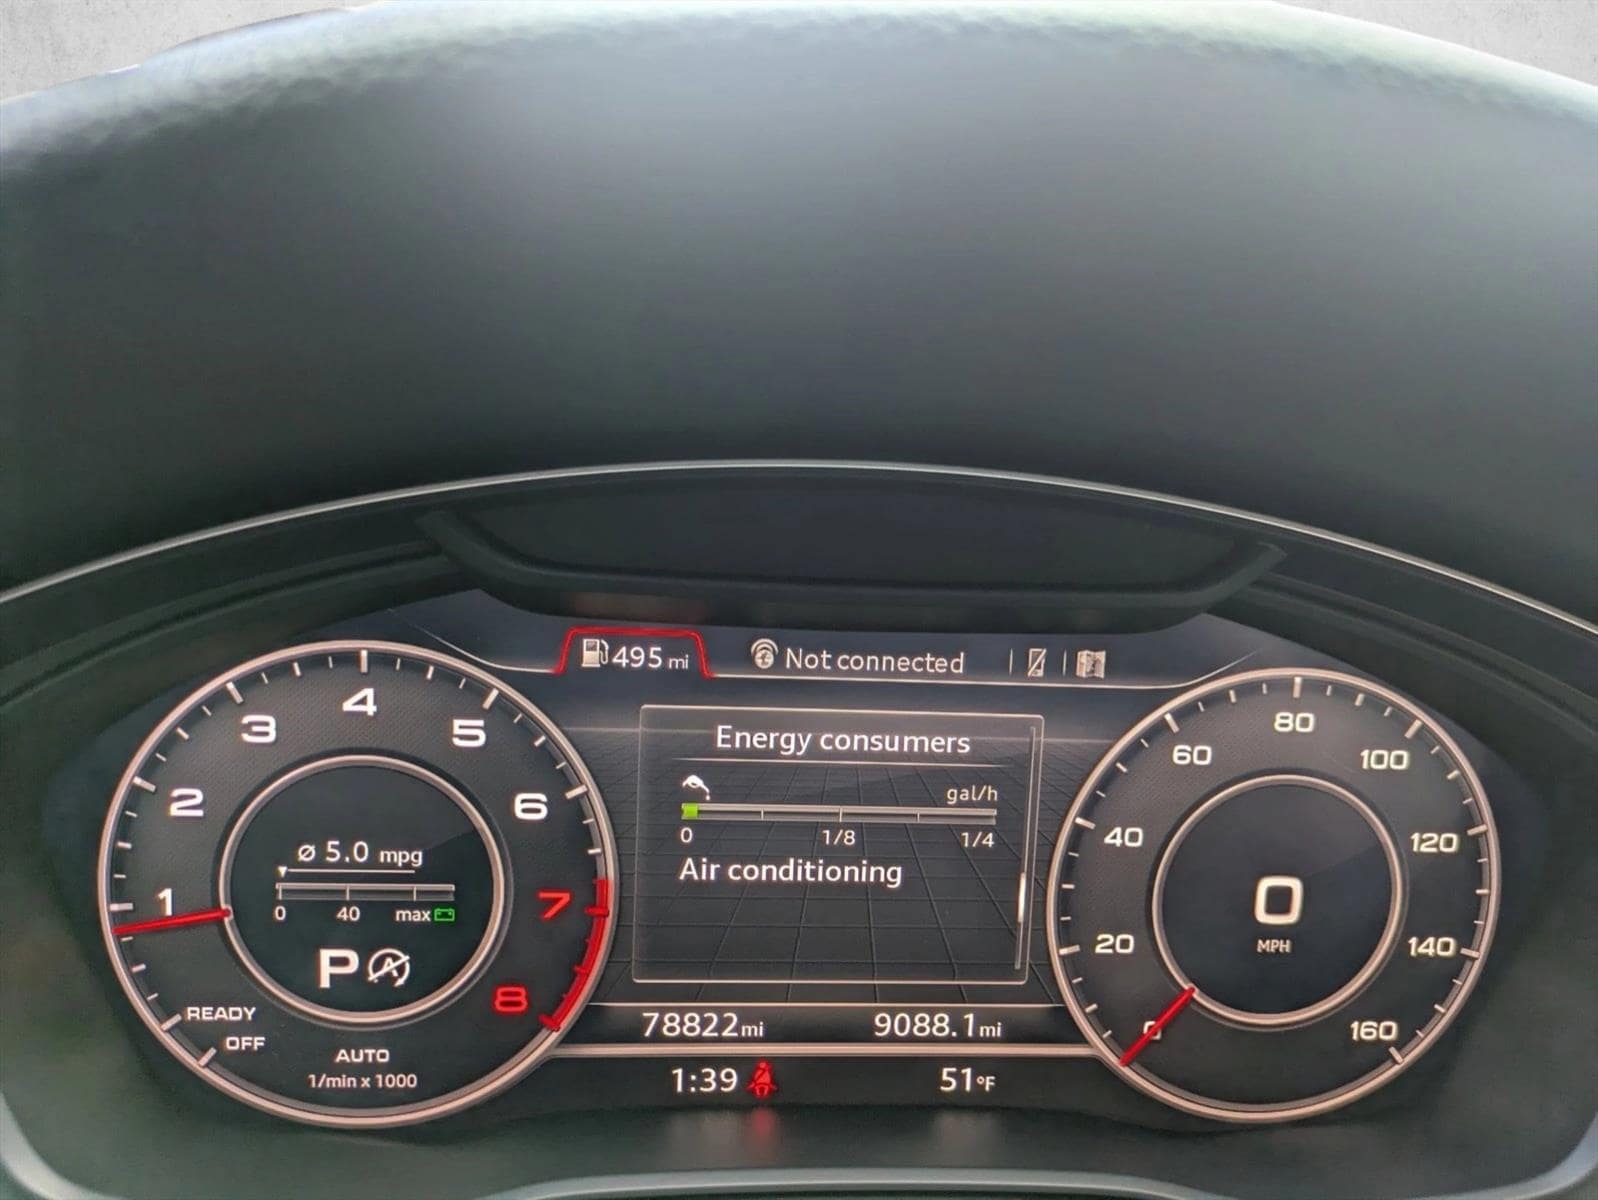 495 mi
Not connected
Energy consumers
gal/h
0 1/8 1/4
Air conditioning
78822 mi 9088.1 mi
1:39 51°F
1
2
3
4
5
6
7
8
ø 5.0 mpg
0 40 max
P A
READY
OFF
AUTO
1/min x 1000
0
20
40
60
80
100
120
140
160
0
MPH